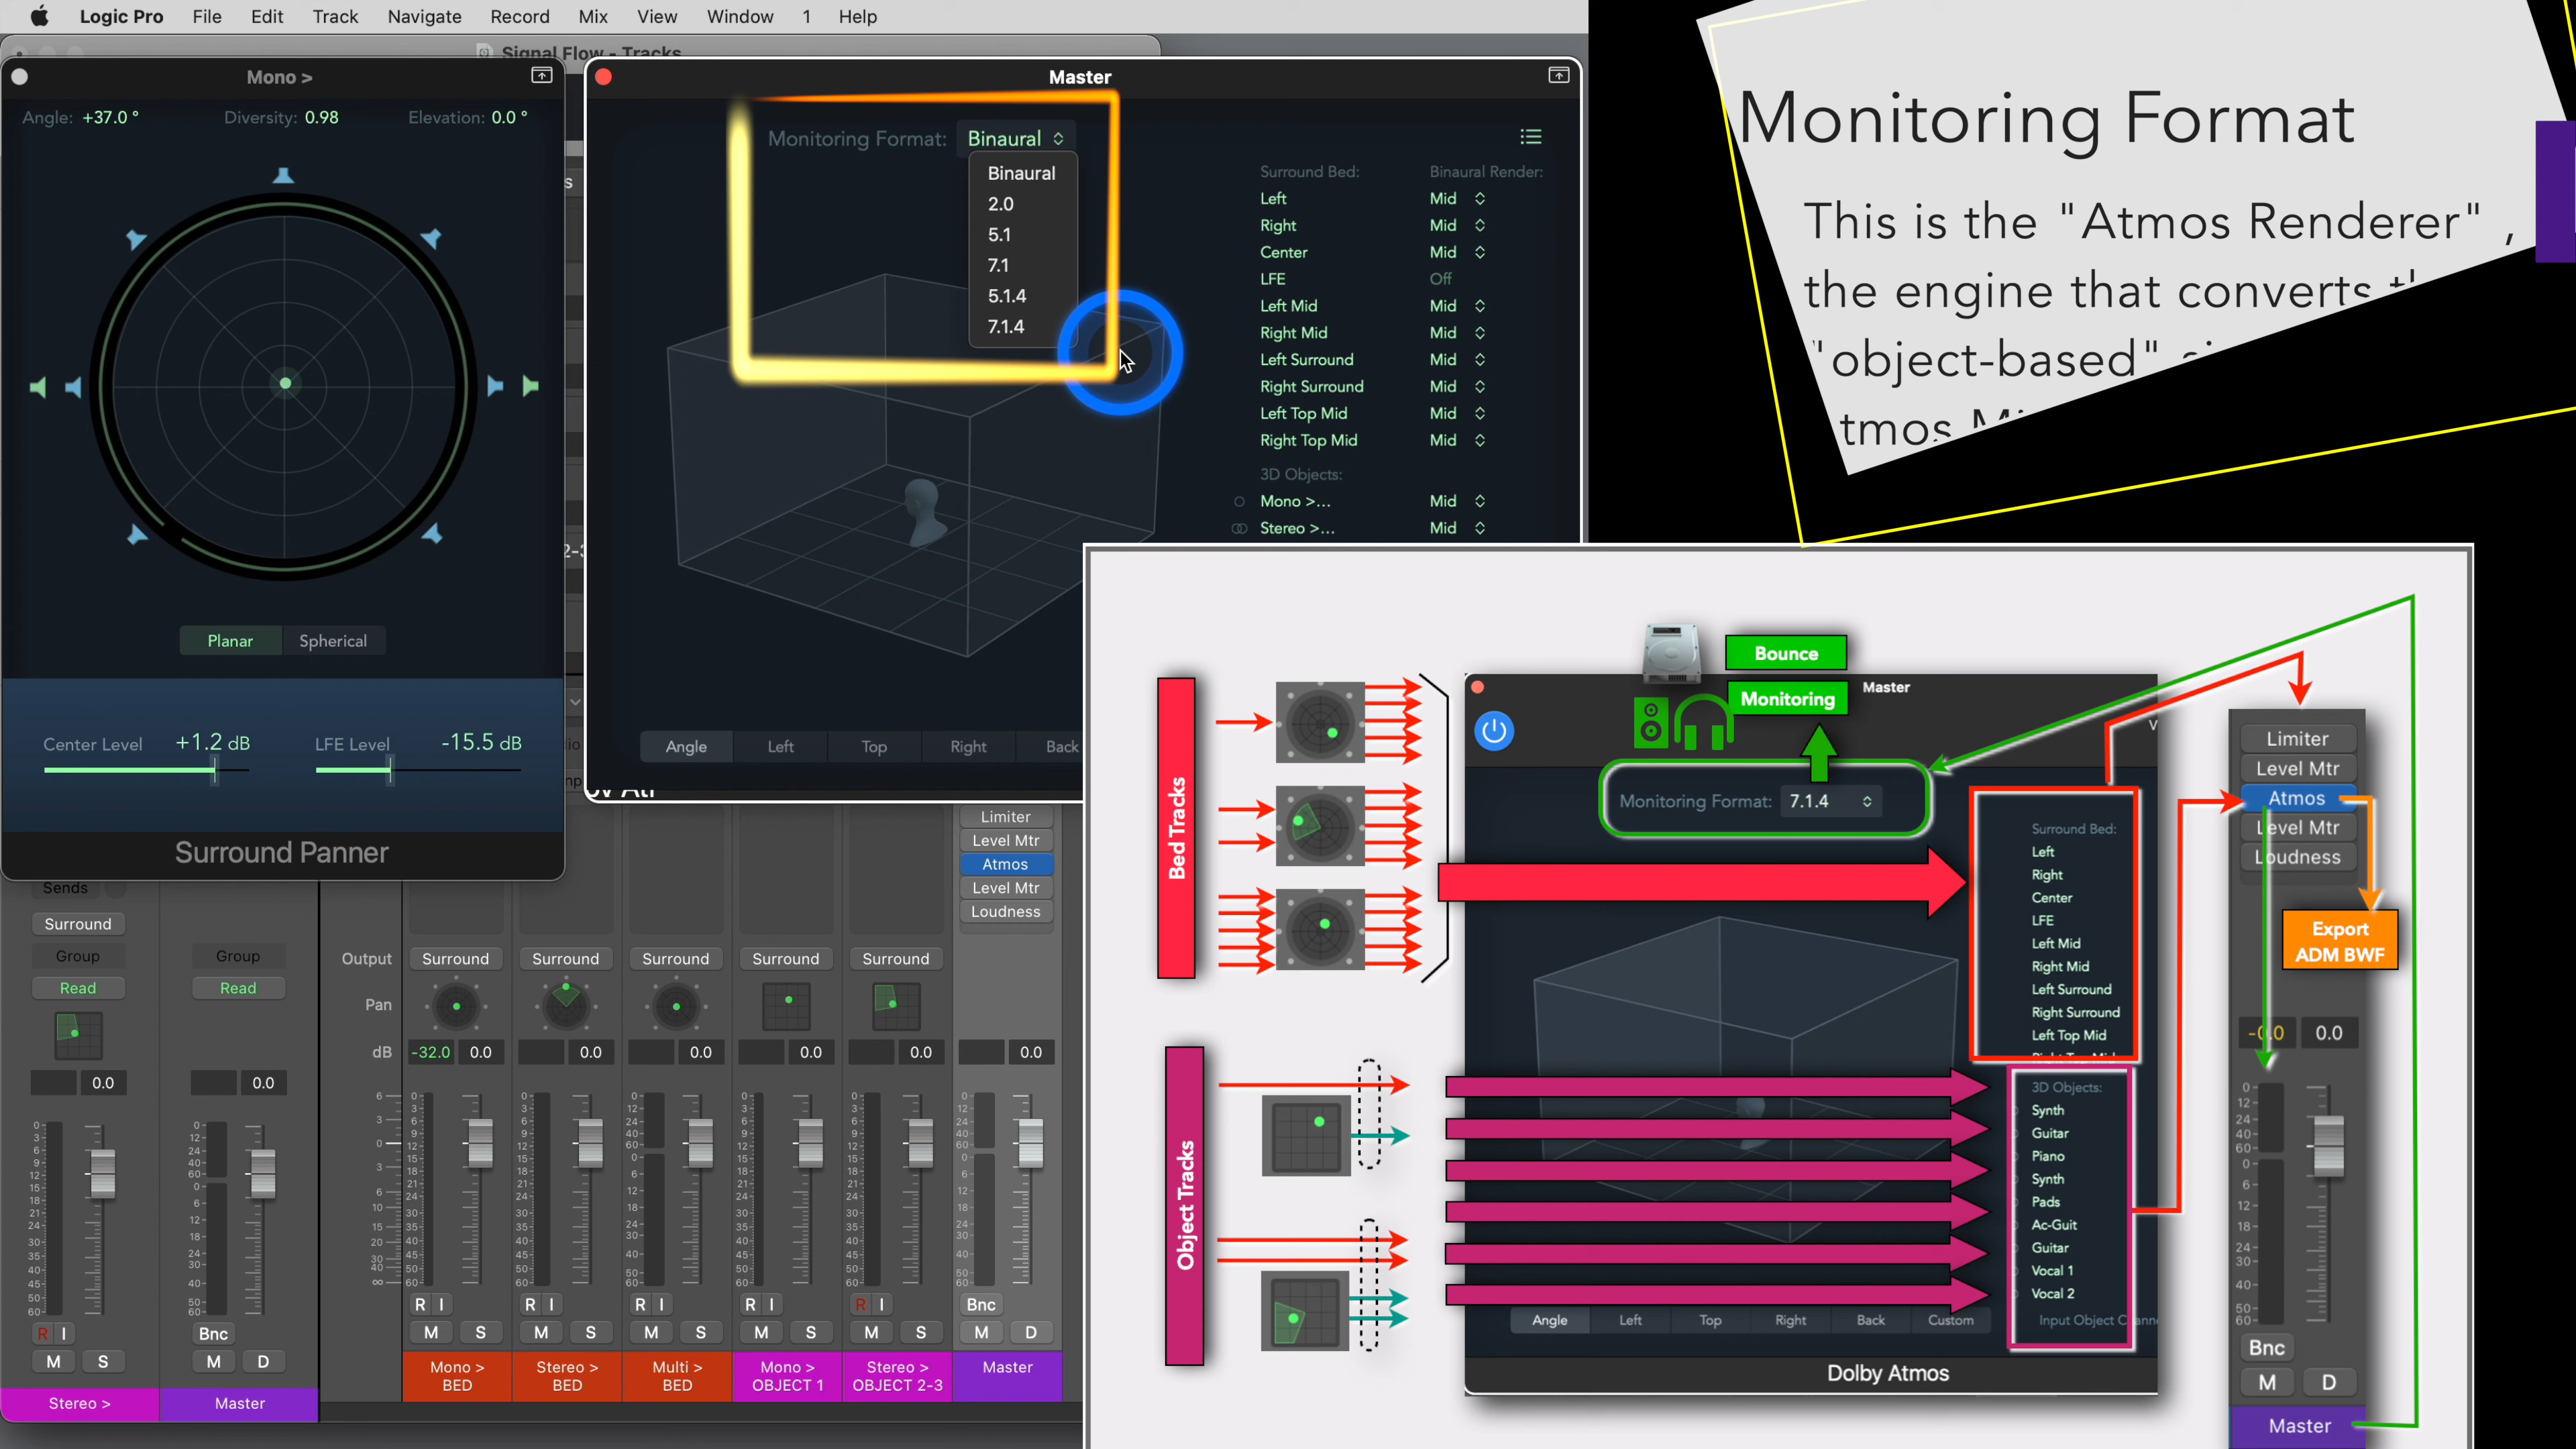 Logic Pro File Edit Track Navigate Record Mix View Window 1 Help
Signal Flow - Tracks
Mono >
Angle: +37.0 ° Diversity: 0.98 Elevation: 0.0 °
Planar Spherical
Center Level +1.2 dB LFE Level -15.5 dB
Surround Panner
Master
Monitoring Format: Binaural
Binaural
2.0
5.1
7.1
5.1.4
7.1.4
Surround Bed: Binaural Render:
Left Mid
Right Mid
Center Mid
LFE Off
Left Mid Mid
Right Mid Mid
Left Surround Mid
Right Surround Mid
Left Top Mid Mid
Right Top Mid Mid
3D Objects:
Mono >... Mid
Stereo >... Mid
Angle Left Top Right Back
Monitoring Format
This is the "Atmos Renderer" ,
the engine that converts
"object-based"
Sends
Surround
Group Group
Read Read
0.0 0.0
R I Bnc
M S M D
Stereo > Master
Limiter
Level Mtr
Atmos
Level Mtr
Loudness
Output Surround Surround Surround Surround Surround
Pan
dB -32.0 0.0 0.0 0.0 0.0 0.0 0.0
R I R I R I R I R I Bnc
M S M S M S M S M S M D
Mono > Stereo > Multi > Mono > Stereo > Master
BED BED BED OBJECT 1 OBJECT 2-3
Bounce
Monitoring
Master
Monitoring Format: 7.1.4
Bed Tracks
Object Tracks
Surround Bed:
Left
Right
Center
LFE
Left Mid
Right Mid
Left Surround
Right Surround
Left Top Mid
3D Objects:
Synth
Guitar
Piano
Synth
Pads
Ac-Guit
Guitar
Vocal 1
Vocal 2
Angle Left Top Right Back Custom Input Object
Dolby Atmos
Limiter
Level Mtr
Atmos
Level Mtr
Loudness
Export
ADM BWF
0.0
Bnc
M D
Master